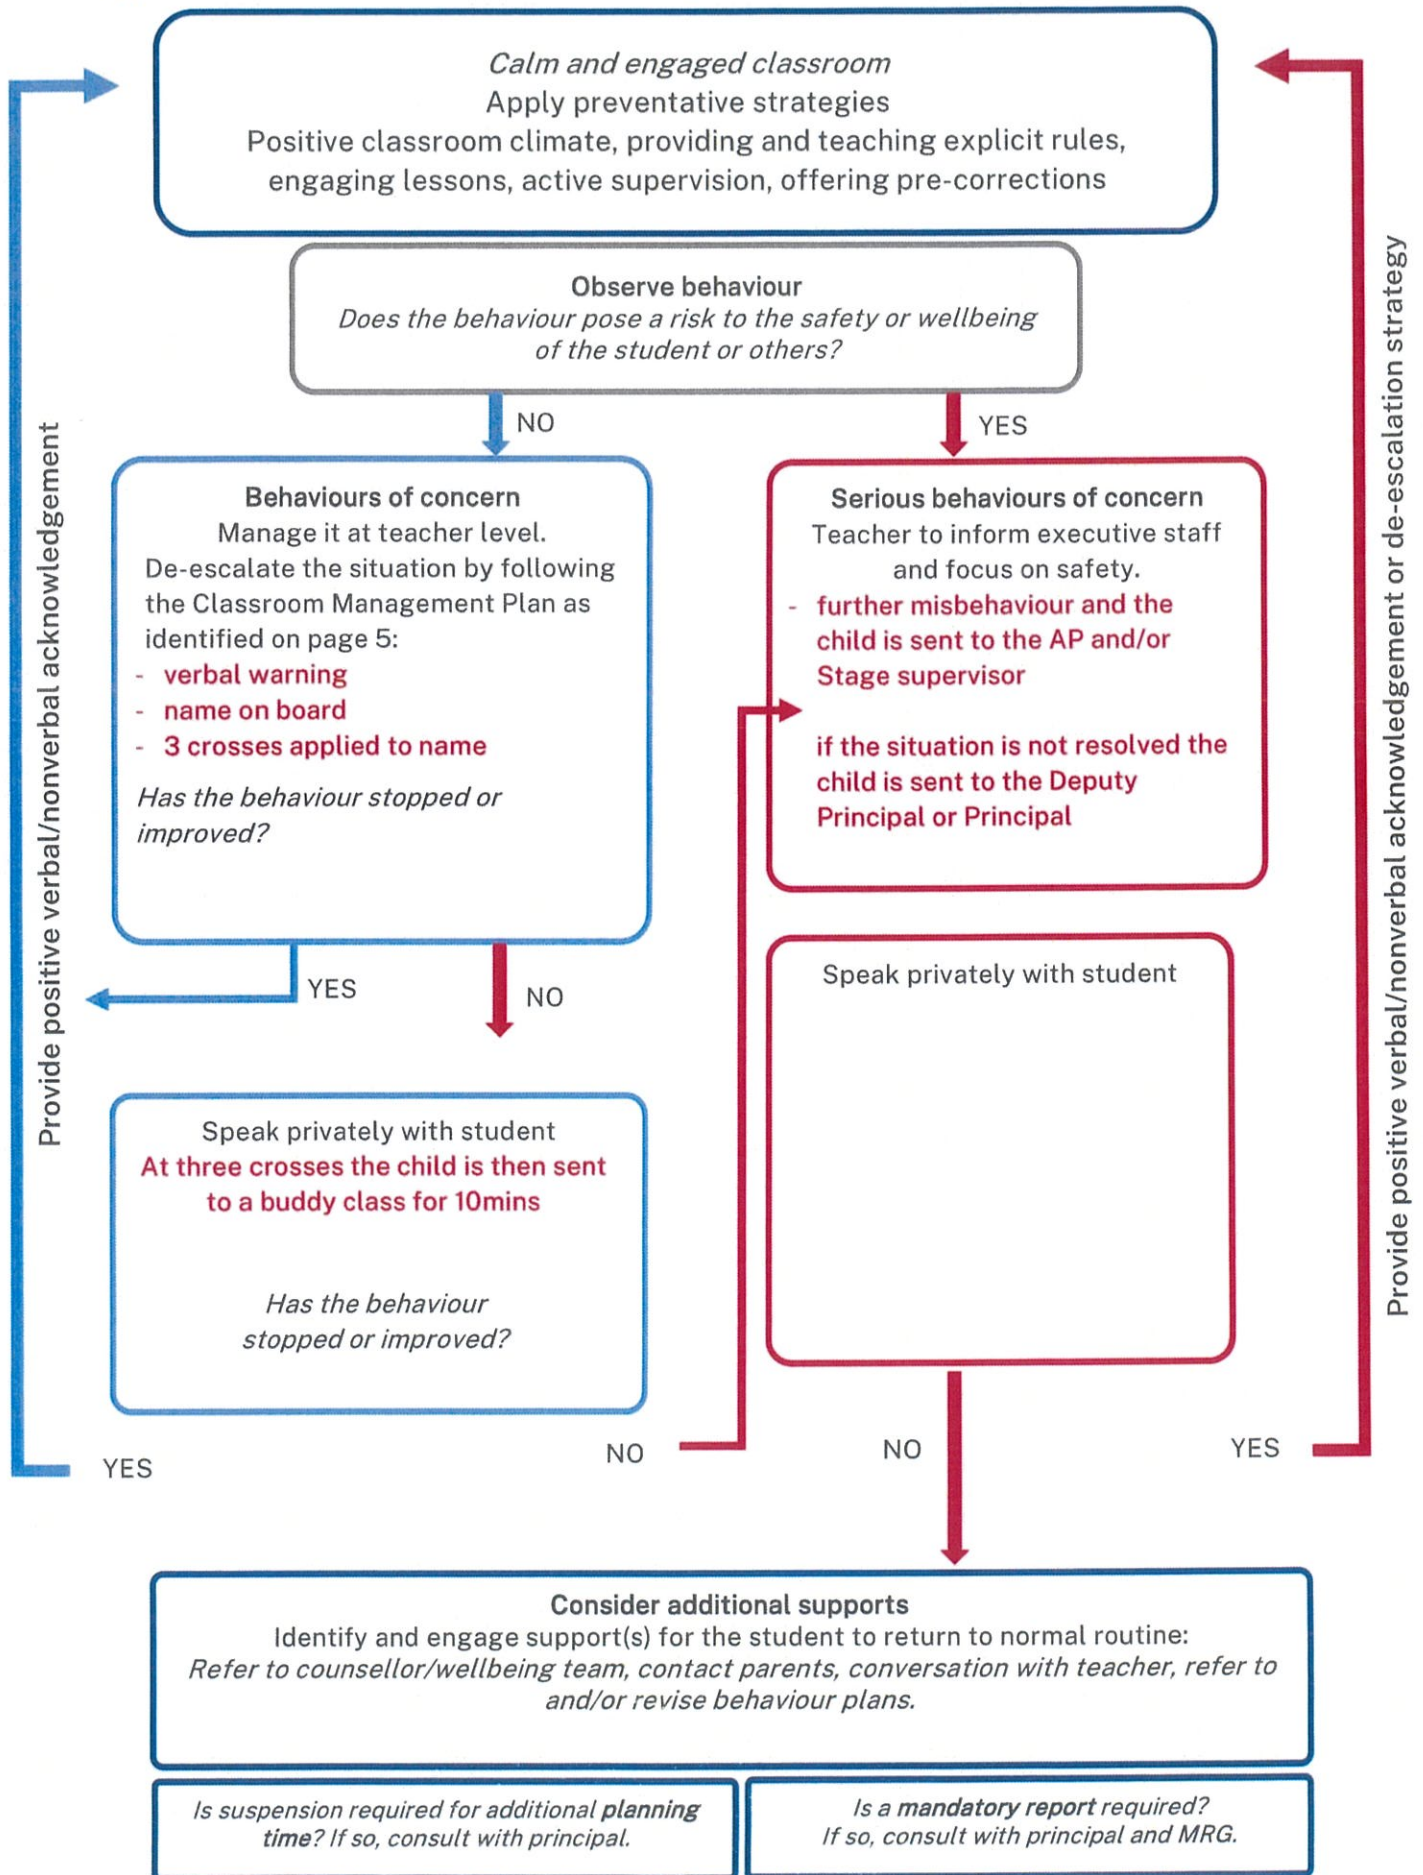 Calm and engaged classroom
Apply preventative strategies
Positive classroom climate, providing and teaching explicit rules,
engaging lessons, active supervision, offering pre-corrections
Observe behaviour
Does the behaviour pose a risk to the safety or wellbeing
of the student or others?
NO
YES
Behaviours of concern
Manage it at teacher level.
De-escalate the situation by following
the Classroom Management Plan as
identified on page 5:
- verbal warning
- name on board
- 3 crosses applied to name
Has the behaviour stopped or
improved?
Serious behaviours of concern
Teacher to inform executive staff
and focus on safety.
- further misbehaviour and the
child is sent to the AP and/or
Stage supervisor
if the situation is not resolved the
child is sent to the Deputy
Principal or Principal
YES
NO
Speak privately with student
At three crosses the child is then sent
to a buddy class for 10mins
Has the behaviour
stopped or improved?
Speak privately with student
YES
NO
NO
YES
Provide positive verbal/nonverbal acknowledgement
Provide positive verbal/nonverbal acknowledgement or de-escalation strategy
Consider additional supports
Identify and engage support(s) for the student to return to normal routine:
Refer to counsellor/wellbeing team, contact parents, conversation with teacher, refer to
and/or revise behaviour plans.
Is suspension required for additional planning
time? If so, consult with principal.
Is a mandatory report required?
If so, consult with principal and MRG.